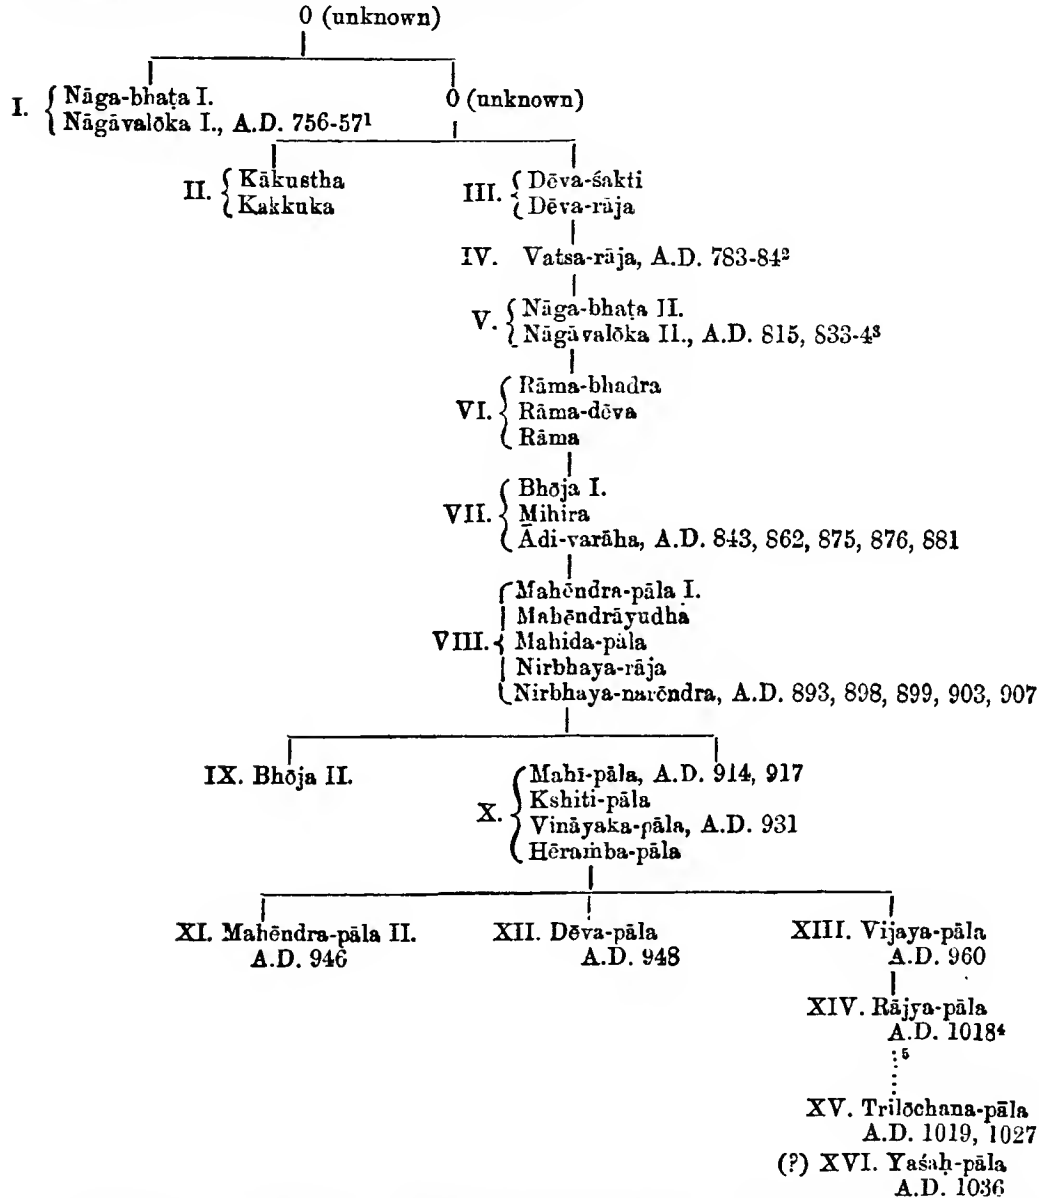 0 (unknown)
I. Nāga-bhaṭa I.
Nāgāvalōka I., A.D. 756-57¹
0 (unknown)
II. Kākustha
Kakkuka
III. Dēva-śakti
Dēva-rāja
IV. Vatsa-rāja, A.D. 783-84²
V. Nāga-bhaṭa II.
Nāgāvalōka II., A.D. 815, 833-4³
VI. Rāma-bhadra
Rāma-dēva
Rāma
VII. Bhōja I.
Mihira
Ādi-varāha, A.D. 843, 862, 875, 876, 881
VIII. Mahēndra-pāla I.
Mahēndrāyudha
Mahida-pāla
Nirbhaya-rāja
Nirbhaya-narēndra, A.D. 893, 898, 899, 903, 907
IX. Bhōja II.
X. Mahī-pāla, A.D. 914, 917
Kshiti-pāla
Vināyaka-pāla, A.D. 931
Hēraṁba-pāla
XI. Mahēndra-pāla II.
A.D. 946
XII. Dēva-pāla
A.D. 948
XIII. Vijaya-pāla
A.D. 960
XIV. Rājya-pāla
A.D. 1018⁴
5
XV. Trilōchana-pāla
A.D. 1019, 1027
(?) XVI. Yaśaḥ-pāla
A.D. 1036